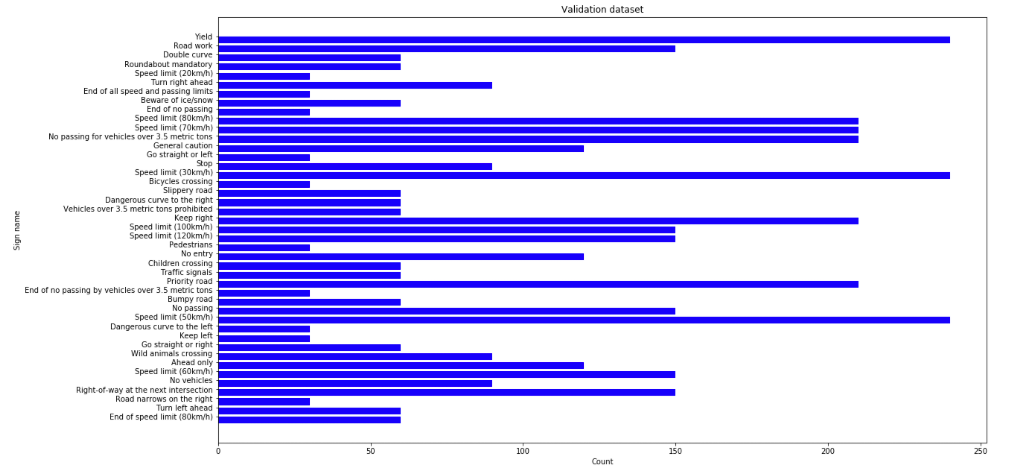 Validation dataset
Yield
Road work
Double curve
Roundabout mandatory
Speed limit (20km/h)
Turn right ahead
End of all speed and passing limits
Beware of ice/snow
End of no passing
Speed limit (80km/h)
Speed limit (70km/h)
No passing for vehicles over 3.5 metric tons
General caution
Go straight or left
Stop
Speed limit (30km/h)
Bicycles crossing
Slippery road
Dangerous curve to the right
Vehicles over 3.5 metric tons prohibited
Keep right
Speed limit (100km/h)
Speed limit (120km/h)
Pedestrians
No entry
Children crossing
Traffic signals
Priority road
End of no passing by vehicles over 3.5 metric tons
Bumpy road
No passing
Speed limit (50km/h)
Dangerous curve to the left
Keep left
Go straight or right
Wild animals crossing
Ahead only
Speed limit (60km/h)
No vehicles
Right-of-way at the next intersection
Road narrows on the right
Turn left ahead
End of speed limit (80km/h)
Sign name
0 50 100 150 200 250
Count